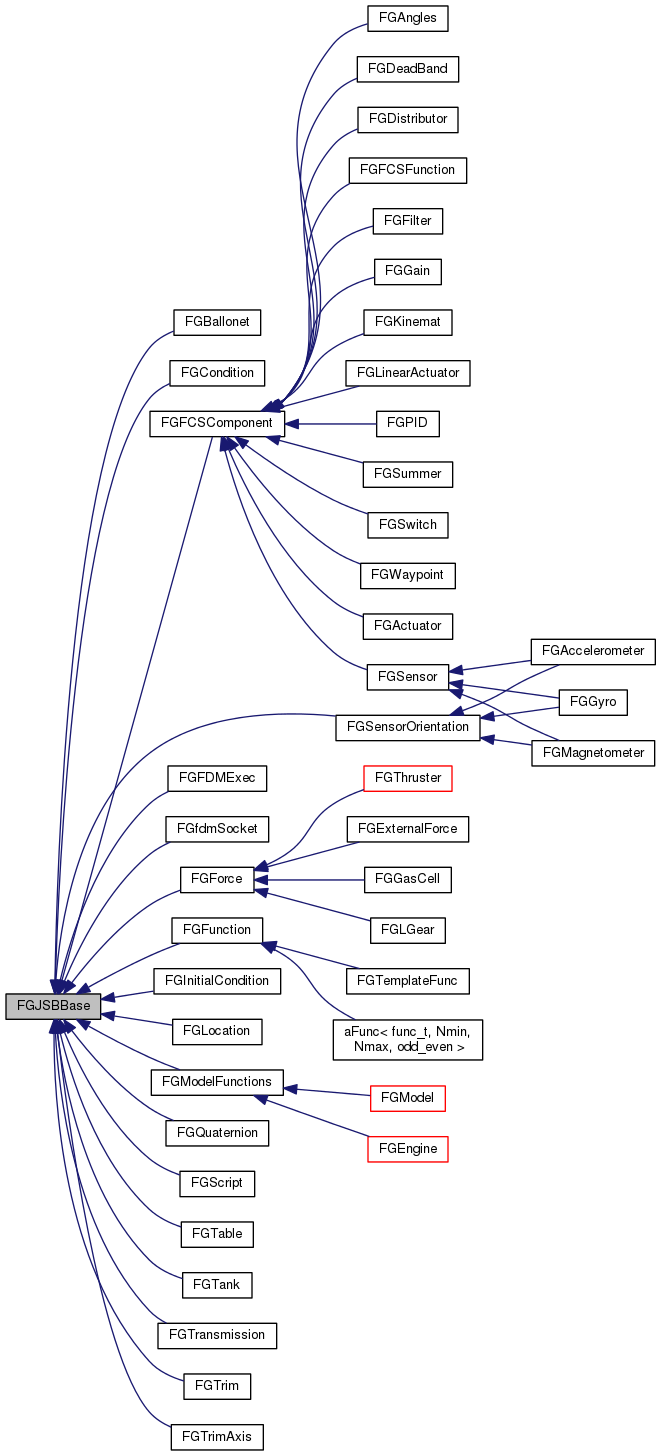 FGAngles
FGDeadBand
FGDistributor
FGFCSFunction
FGFilter
FGGain
FGBallonet
FGKinemat
FGCondition
FGLinearActuator
FGFCSComponent
FGPID
FGSummer
FGSwitch
FGWaypoint
FGActuator
FGAccelerometer
FGSensor
FGGyro
FGSensorOrientation
FGMagnetometer
FGFDMExec
FGThruster
FGfdmSocket
FGExternalForce
FGForce
FGGasCell
FGFunction
FGLGear
FGInitialCondition
FGTemplateFunc
FGJSBBase
FGLocation
aFunc< func_t, Nmin,
Nmax, odd_even >
FGModelFunctions
FGModel
FGQuaternion
FGEngine
FGScript
FGTable
FGTank
FGTransmission
FGTrim
FGTrimAxis